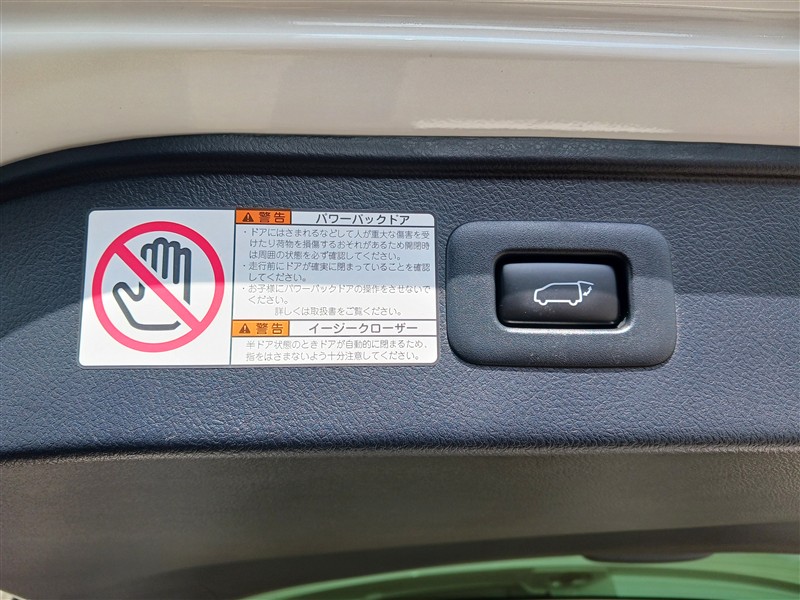 警告 パワーバックドア
・ドアにはさまれるなどして人が重大な傷害を受
けたり荷物を損傷するおそれがあるため開閉時
は周囲の状態を必ず確認してください。
・走行前にドアが確実に閉まっていることを確認
してください。
・お子様にパワーバックドアの操作をさせないで
ください。
詳しくは取扱書をご覧ください。
警告 イージークローザー
半ドア状態のときドアが自動的に閉まるため、
指をはさまないよう十分注意してください。